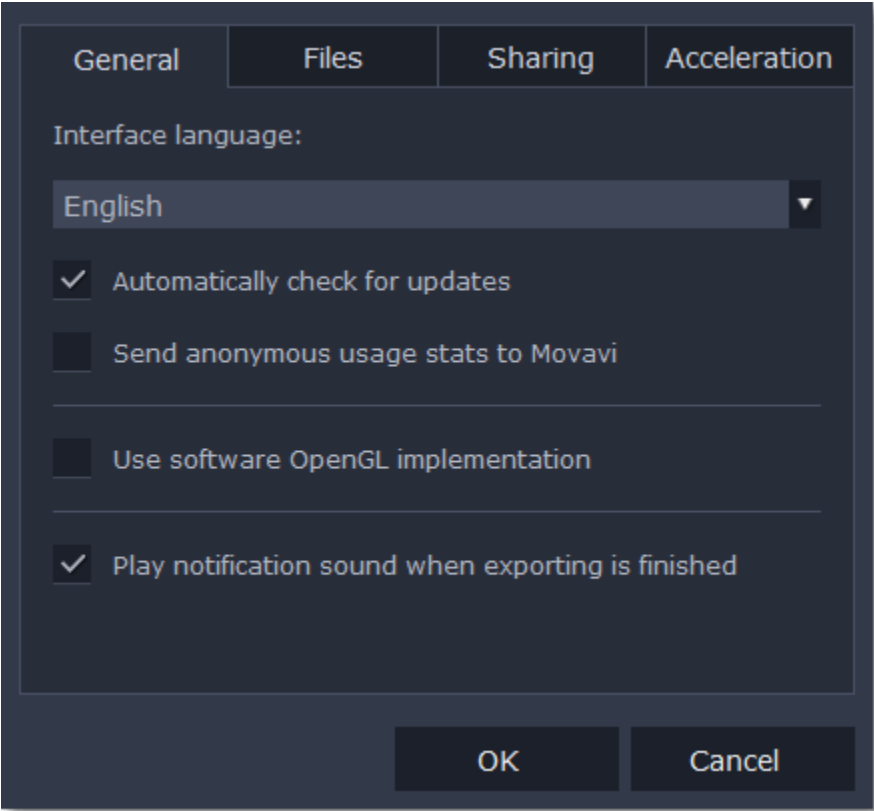 General Files Sharing Acceleration
Interface language:
English
Automatically check for updates
Send anonymous usage stats to Movavi
Use software OpenGL implementation
Play notification sound when exporting is finished
OK Cancel